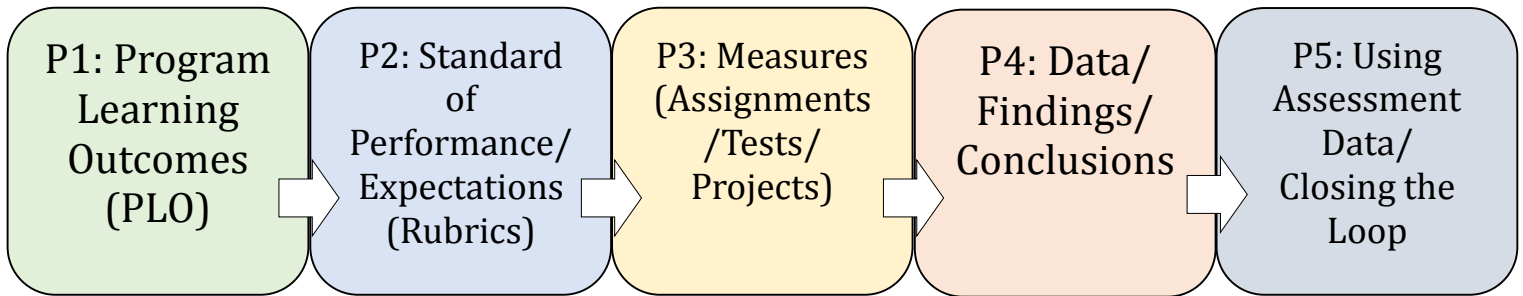 P1: Program
Learning
Outcomes
(PLO)
P2: Standard
of
Performance/
Expectations
(Rubrics)
P3: Measures
(Assignments
/Tests/
Projects)
P4: Data/
Findings/
Conclusions
P5: Using
Assessment
Data/
Closing the
Loop